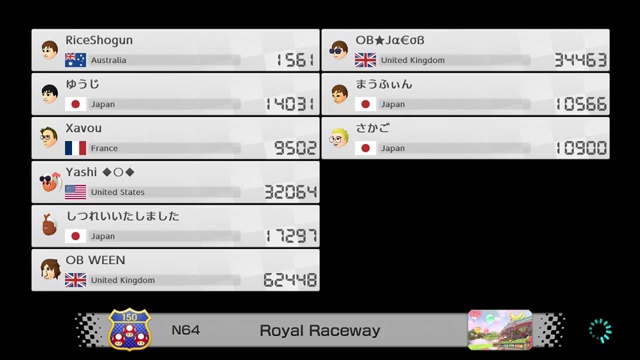 RiceShogun
Australia 1561
ゆうじ
Japan 14031
Xavou
France 9502
Yashi ◆○◆
United States 32064
しつれいいたしました
Japan 17297
OB WEEN
United Kingdom 62448
OB★Jα€σß
United Kingdom 34463
まうふぃん
Japan 10566
さかご
Japan 10900
150
N64 Royal Raceway